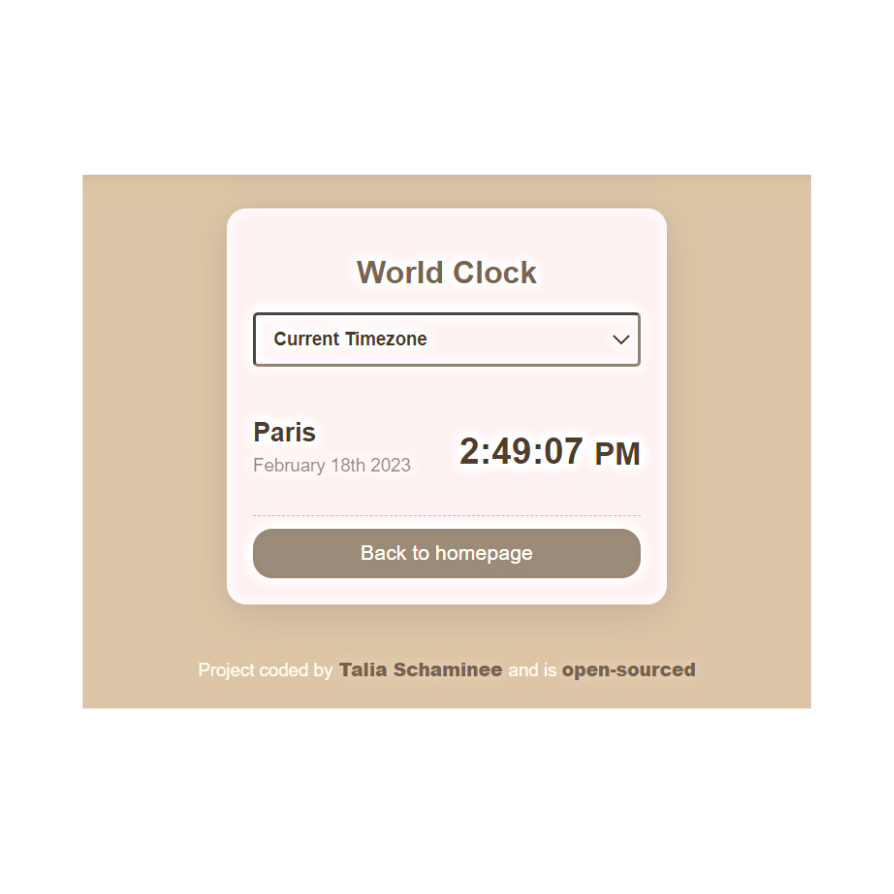 World Clock
Current Timezone
Paris
February 18th 2023
2:49:07 PM
Back to homepage
Project coded by Talia Schaminee and is open-sourced